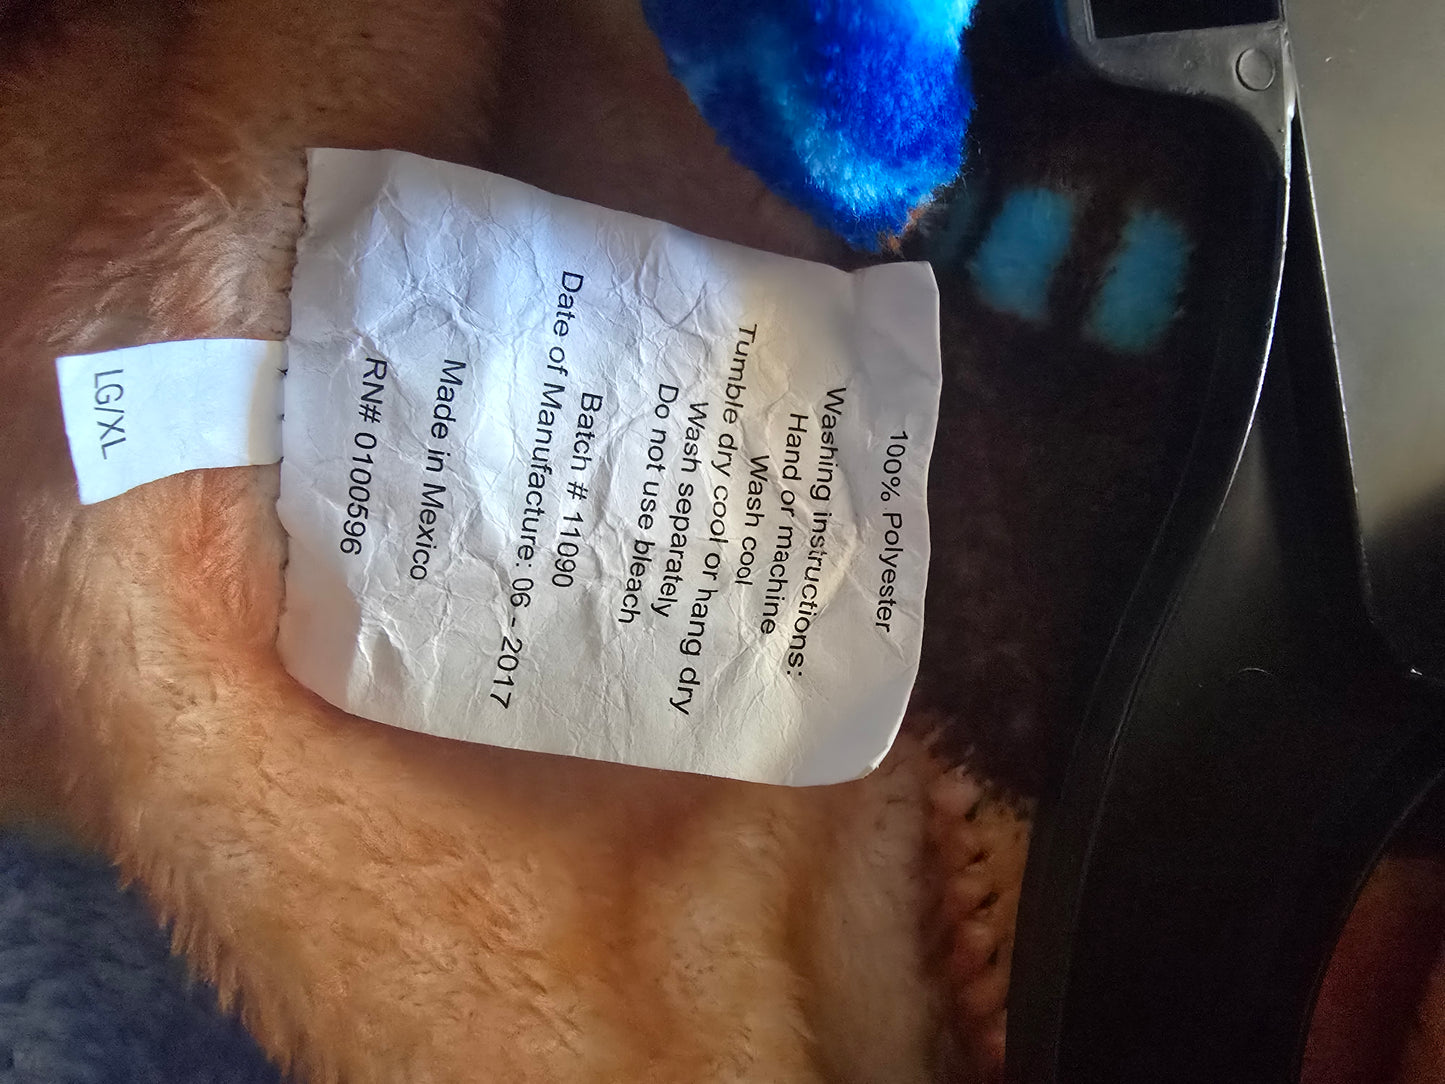 100% Polyester
Washing instructions:
Hand or machine
Wash cool
Tumble dry cool or hang dry
Wash separately
Do not use bleach
Batch # 11090
Date of Manufacture: 06 - 2017
Made in Mexico
RN# 0100596
LG/XL